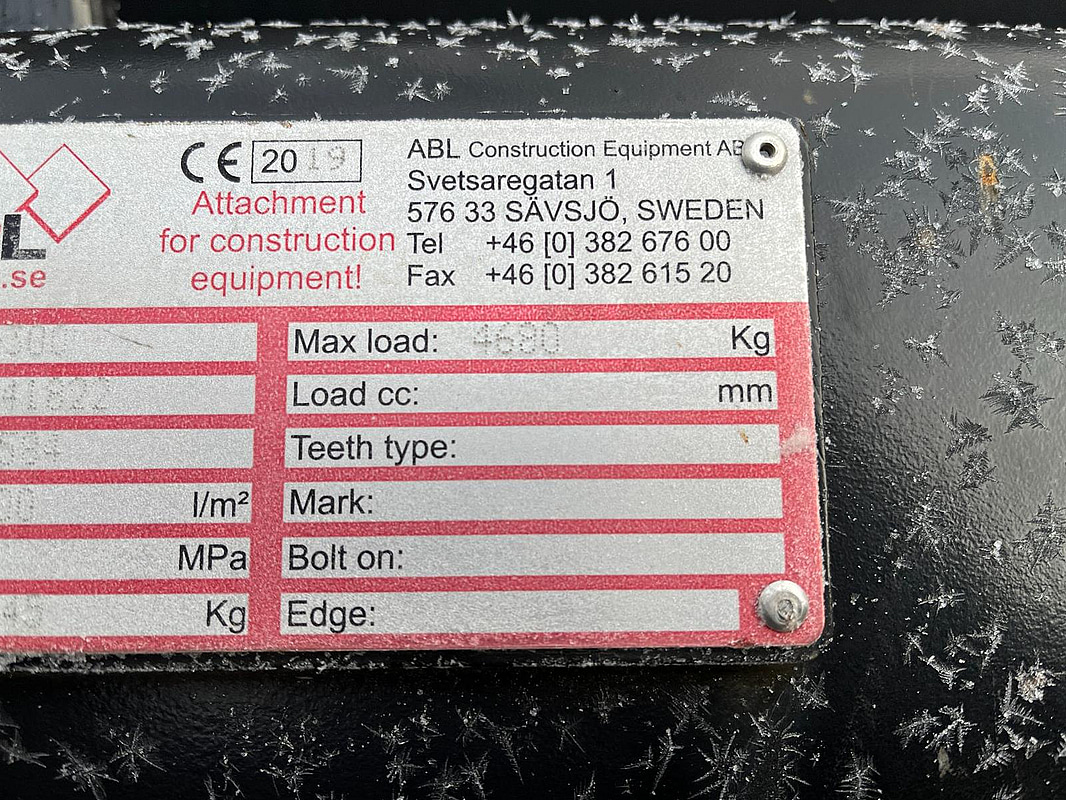 CE 2019
Attachment
for construction
equipment!
ABL Construction Equipment AB
Svetsaregatan 1
576 33 SÄVSJÖ, SWEDEN
Tel +46 [0] 382 676 00
Fax +46 [0] 382 615 20
L
.se
l/m²
MPa
Kg
Max load: 4680 Kg
Load cc: mm
Teeth type:
Mark:
Bolt on:
Edge: